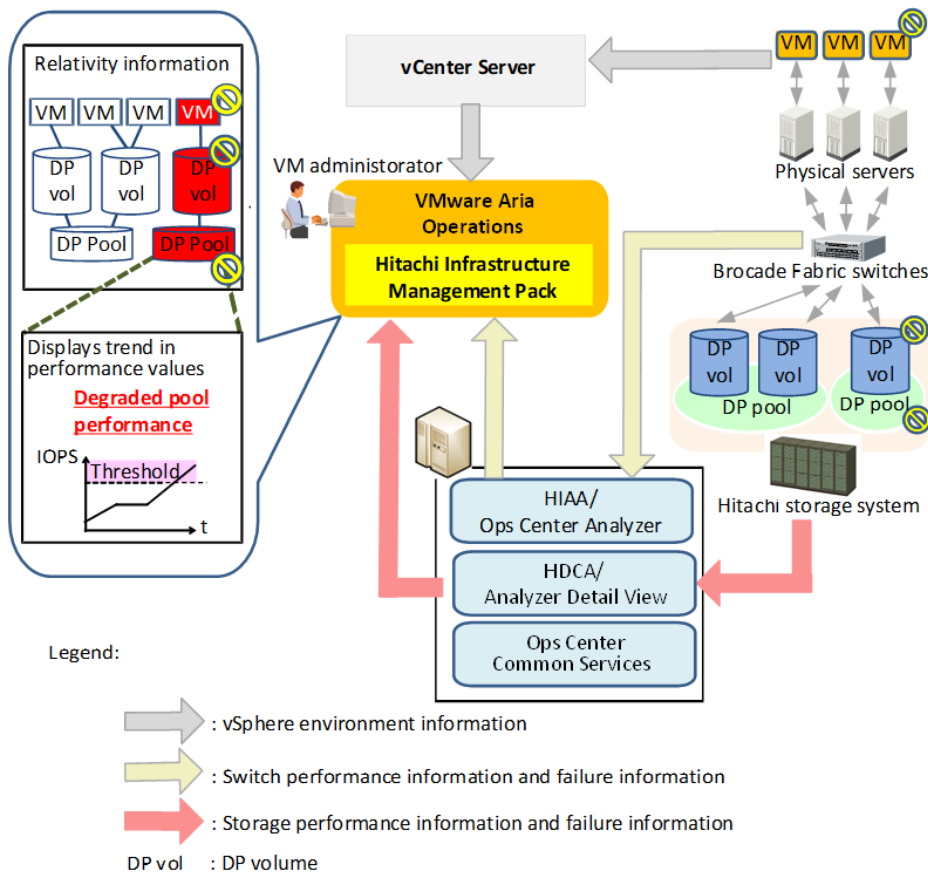 Relativity information
VM
VM
VM
VM
DP
vol
DP
vol
DP
vol
DP Pool
DP Pool
Displays trend in
performance values
Degraded pool
performance
IOPS
Threshold
t
vCenter Server
VM administorator
VMware Aria
Operations
Hitachi Infrastructure
Management Pack
VM
VM
VM
Physical servers
Brocade Fabric switches
DP
vol
DP
vol
DP
vol
DP pool
DP pool
Hitachi storage system
HIAA/
Ops Center Analyzer
HDCA/
Analyzer Detail View
Ops Center
Common Services
Legend:
: vSphere environment information
: Switch performance information and failure information
: Storage performance information and failure information
DP vol : DP volume